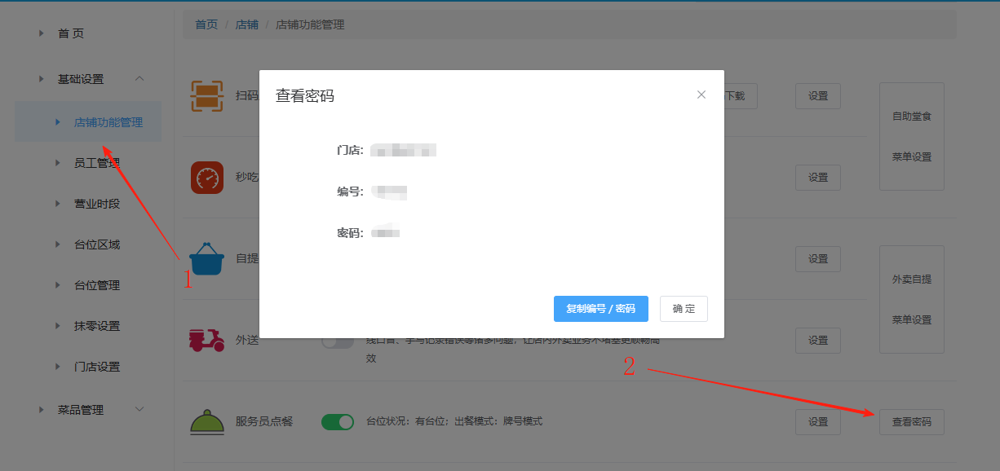 首页 / 店铺 / 店铺功能管理
首 页
基础设置
店铺功能管理
员工管理
营业时段
台位区域
台位管理
抹零设置
门店设置
菜品管理
扫码
下载
设置
自助堂食
菜单设置
秒吃
设置
自提
设置
外卖自提
菜单设置
外送
线口音、手写记录错误等诸多问题，让店内外卖业务不堵塞更顺畅高
效
设置
服务员点餐
台位状况：有台位；出餐模式：牌号模式
设置
查看密码
查看密码
门店：
编号：
密码：
复制编号 / 密码
确 定
1
2